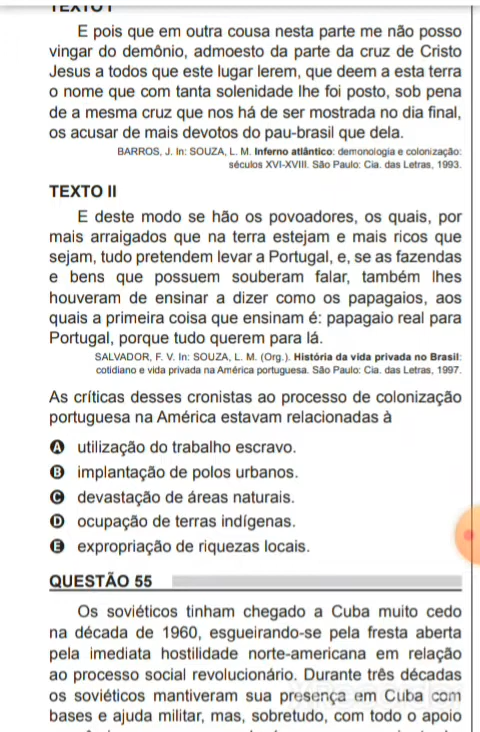 TEXTO I
E pois que em outra cousa nesta parte me não posso
vingar do demônio, admoesto da parte da cruz de Cristo
Jesus a todos que este lugar lerem, que deem a esta terra
o nome que com tanta solenidade lhe foi posto, sob pena
de a mesma cruz que nos há de ser mostrada no dia final,
os acusar de mais devotos do pau-brasil que dela.
BARROS, J. In: SOUZA, L. M. Inferno atlântico: demonologia e colonização:
séculos XVI-XVIII. São Paulo: Cia. das Letras, 1993.
TEXTO II
E deste modo se hão os povoadores, os quais, por
mais arraigados que na terra estejam e mais ricos que
sejam, tudo pretendem levar a Portugal, e, se as fazendas
e bens que possuem souberam falar, também lhes
houveram de ensinar a dizer como os papagaios, aos
quais a primeira coisa que ensinam é: papagaio real para
Portugal, porque tudo querem para lá.
SALVADOR, F. V. In: SOUZA, L. M. (Org.). História da vida privada no Brasil:
cotidiano e vida privada na América portuguesa. São Paulo: Cia. das Letras, 1997.
As críticas desses cronistas ao processo de colonização
portuguesa na América estavam relacionadas à
A utilização do trabalho escravo.
B implantação de polos urbanos.
C devastação de áreas naturais.
D ocupação de terras indígenas.
E expropriação de riquezas locais.
QUESTÃO 55
Os soviéticos tinham chegado a Cuba muito cedo
na década de 1960, esgueirando-se pela fresta aberta
pela imediata hostilidade norte-americana em relação
ao processo social revolucionário. Durante três décadas
os soviéticos mantiveram sua presença em Cuba com
bases e ajuda militar, mas, sobretudo, com todo o apoio